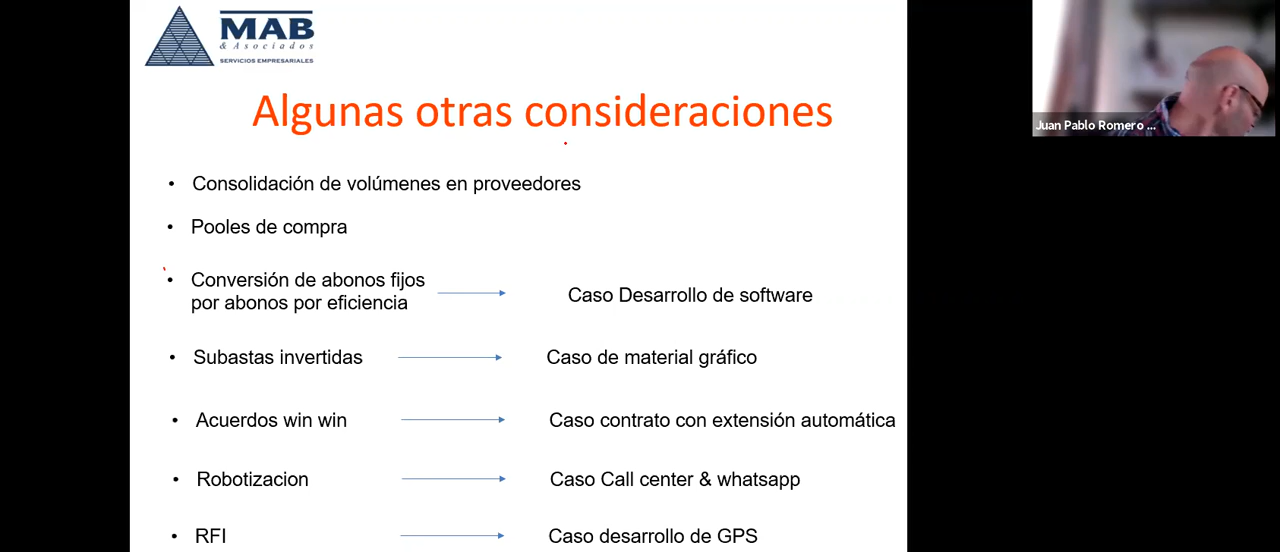 MAB
& Asociados
SERVICIOS EMPRESARIALES
Juan Pablo Romero ...
Algunas otras consideraciones
• Consolidación de volúmenes en proveedores
• Pooles de compra
• Conversión de abonos fijos
por abonos por eficiencia
Caso Desarrollo de software
• Subastas invertidas
Caso de material gráfico
• Acuerdos win win
Caso contrato con extensión automática
• Robotizacion
Caso Call center & whatsapp
• RFI
Caso desarrollo de GPS